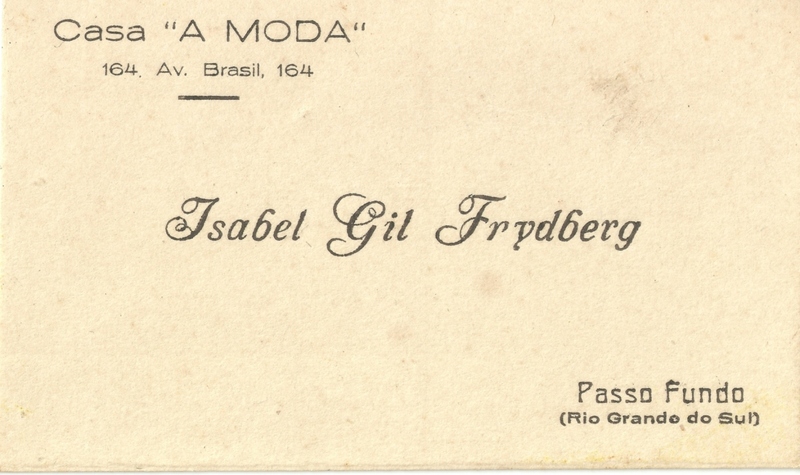 Casa "A MODA"
164, Av. Brasil, 164
Isabel Gil Frydberg
Passo Fundo
(Rio Grande do Sul)